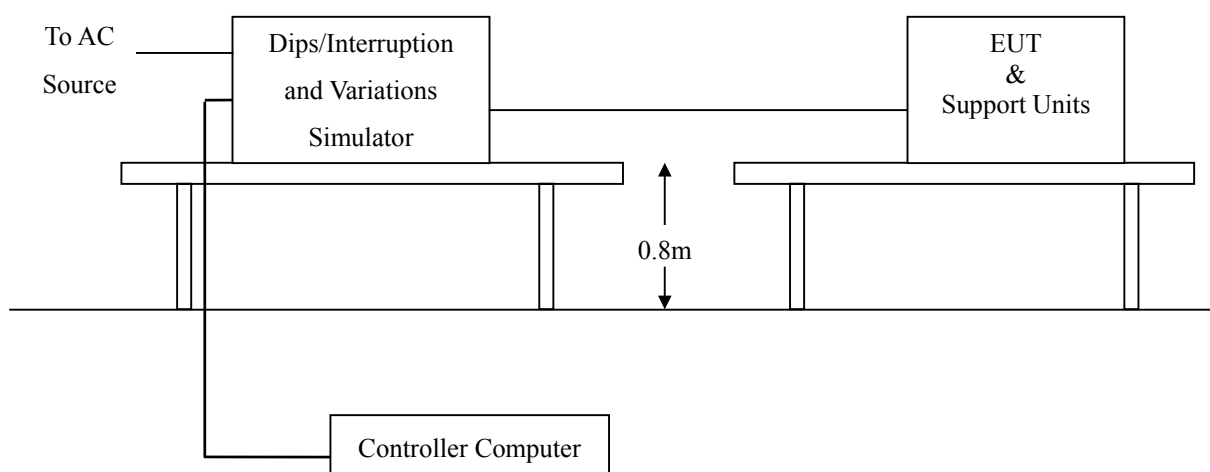 To AC
Source
Dips/Interruption
and Variations
Simulator
EUT
&
Support Units
0.8m
Controller Computer